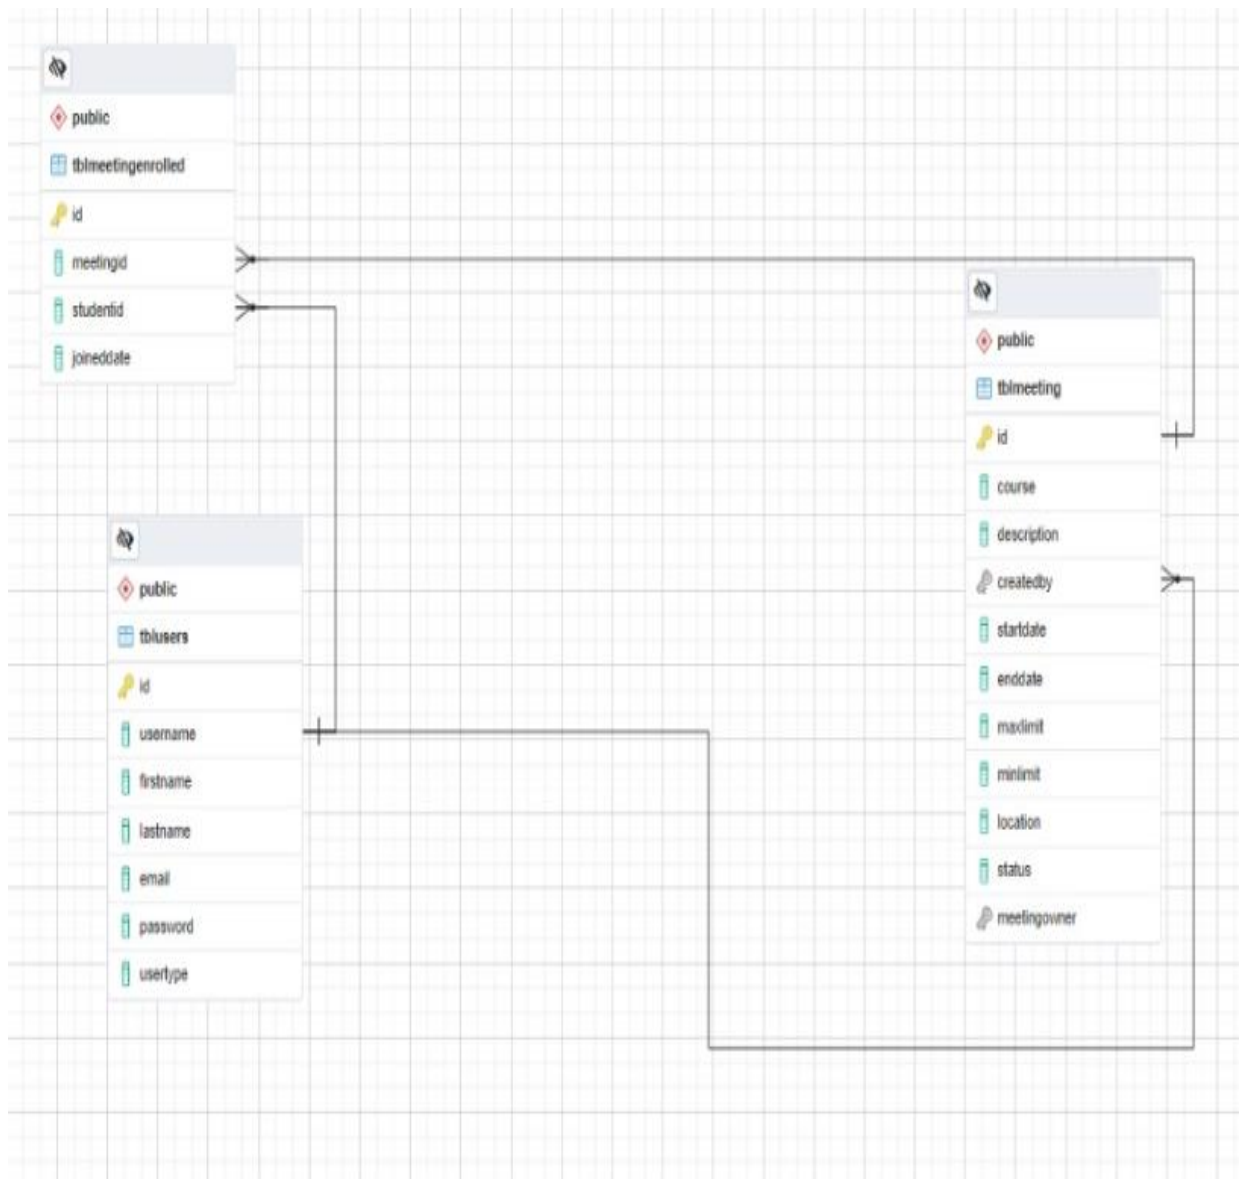 public
tblmeetingenrolled
id
meetingid
studentid
joineddate
public
tblmeeting
id
course
description
createdby
startdate
enddate
maxlimit
minlimit
location
status
meetingowner
public
tblusers
id
username
firstname
lastname
email
password
usertype